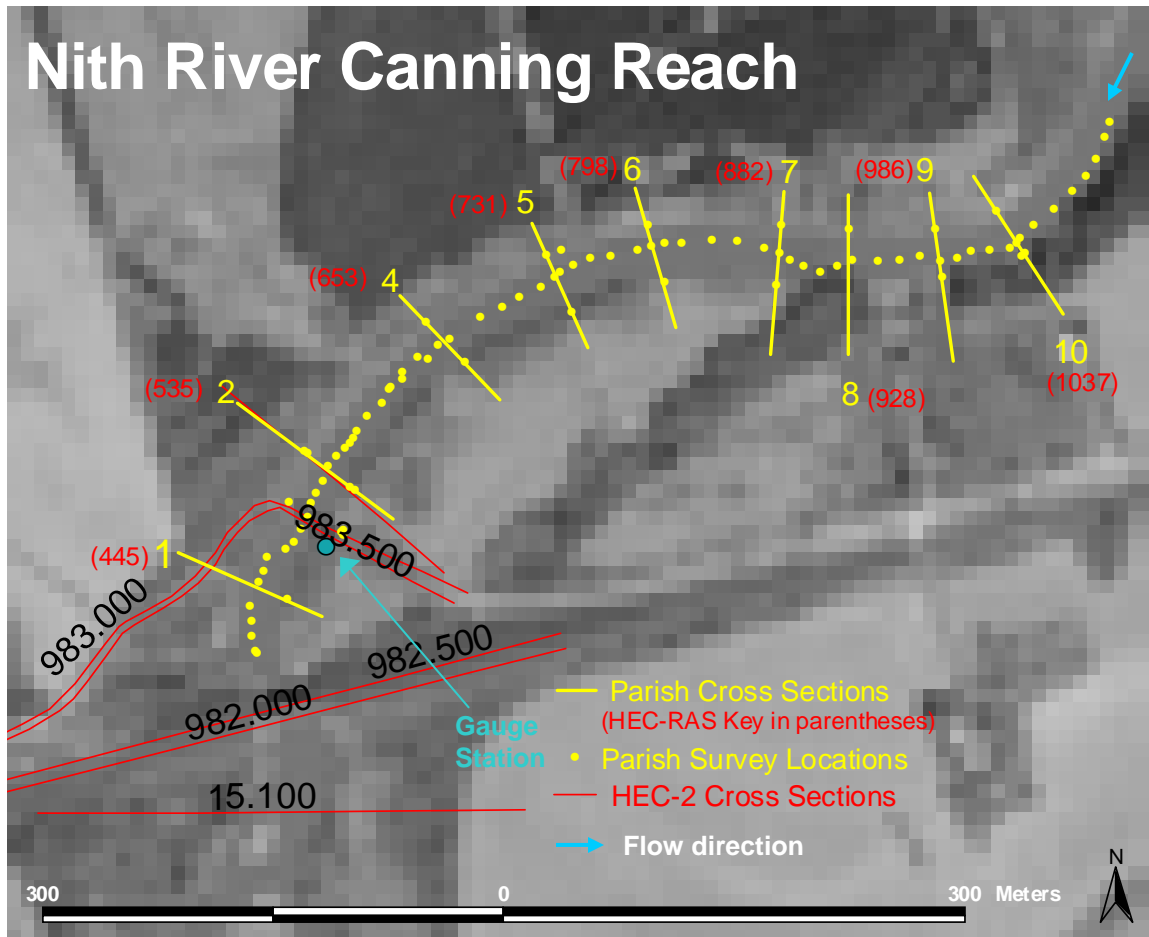 Nith River Canning Reach
(798) 6
(882) 7
(986) 9
(731) 5
(653) 4
10
(1037)
(535) 2
8 (928)
983.500
(445) 1
983.000
982.500
982.000
Gauge
Station
15.100
Parish Cross Sections
(HEC-RAS Key in parentheses)
Parish Survey Locations
HEC-2 Cross Sections
Flow direction
N
300 0 300 Meters